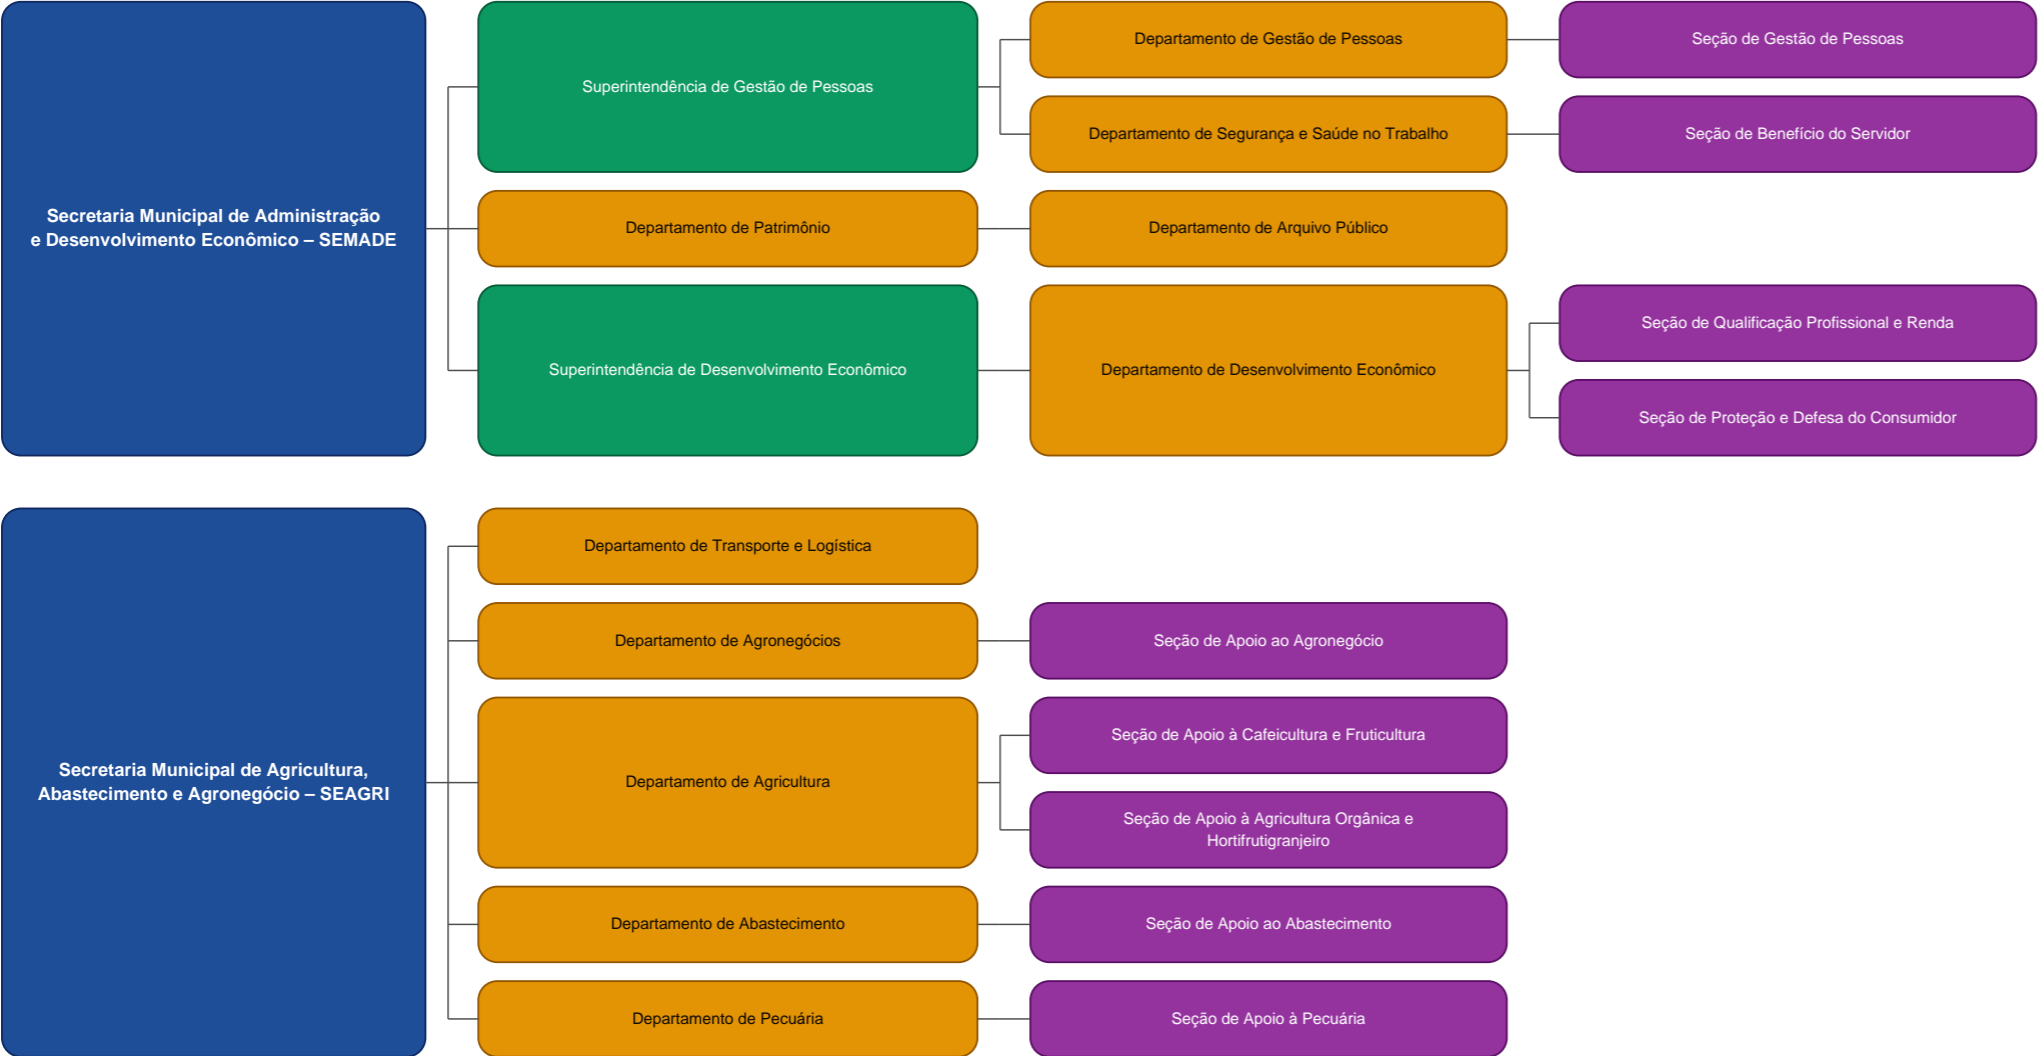 Secretaria Municipal de Administração
e Desenvolvimento Econômico – SEMADE
Superintendência de Gestão de Pessoas
Departamento de Gestão de Pessoas
Seção de Gestão de Pessoas
Departamento de Segurança e Saúde no Trabalho
Seção de Benefício do Servidor
Departamento de Patrimônio
Departamento de Arquivo Público
Superintendência de Desenvolvimento Econômico
Departamento de Desenvolvimento Econômico
Seção de Qualificação Profissional e Renda
Seção de Proteção e Defesa do Consumidor
Secretaria Municipal de Agricultura,
Abastecimento e Agronegócio – SEAGRI
Departamento de Transporte e Logística
Departamento de Agronegócios
Seção de Apoio ao Agronegócio
Departamento de Agricultura
Seção de Apoio à Cafeicultura e Fruticultura
Seção de Apoio à Agricultura Orgânica e
Hortifrutigranjeiro
Departamento de Abastecimento
Seção de Apoio ao Abastecimento
Departamento de Pecuária
Seção de Apoio à Pecuária